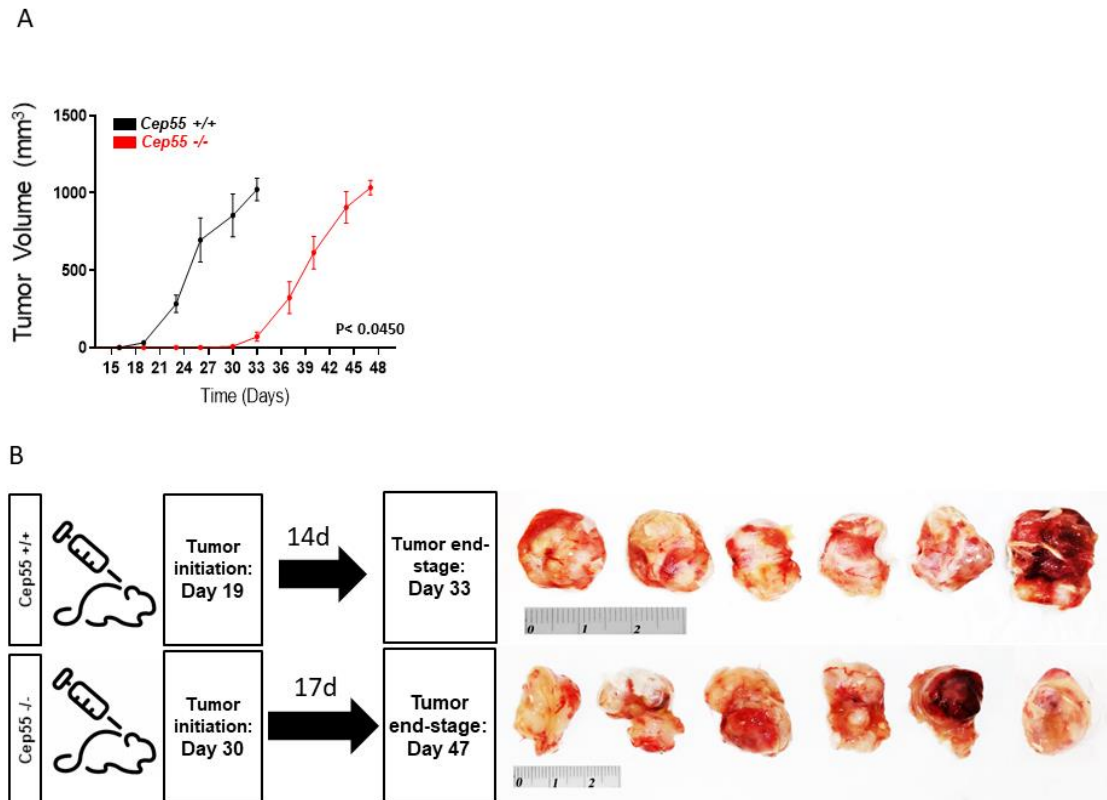 A
Tumor Volume (mm³)
1500
1000
500
0
Cep55 +/+
Cep55 -/-
P< 0.0450
15 18 21 24 27 30 33 36 39 42 45 48
Time (Days)
B
Cep55 +/+
Tumor
initiation:
Day 19
14d
Tumor end-
stage:
Day 33
0 1 2
Cep55 -/-
Tumor
initiation:
Day 30
17d
Tumor
end-stage:
Day 47
0 1 2